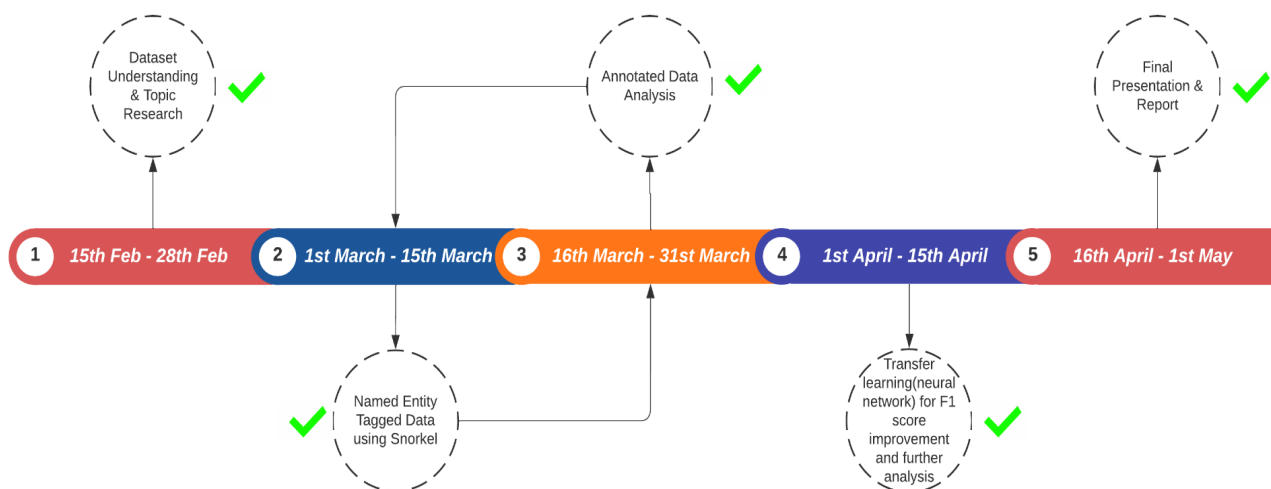 Dataset
Understanding
& Topic
Research
Annotated Data
Analysis
Final
Presentation &
Report
1 15th Feb - 28th Feb
2 1st March - 15th March
3 16th March - 31st March
4 1st April - 15th April
5 16th April - 1st May
Named Entity
Tagged Data
using Snorkel
Transfer
learning(neural
network) for F1
score
improvement
and further
analysis